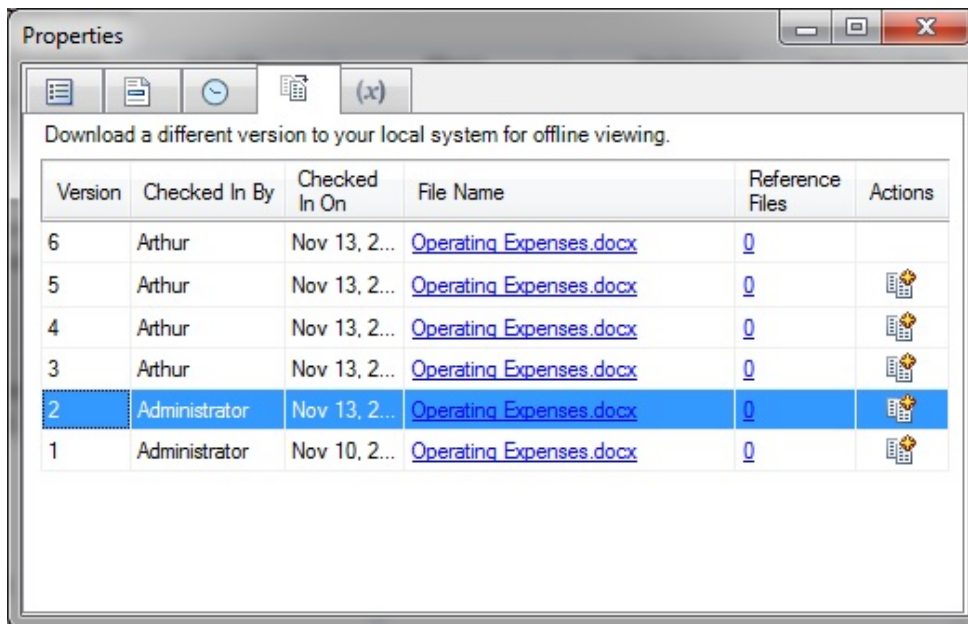 Properties
(x)
Download a different version to your local system for offline viewing.
Version Checked In By Checked In On File Name Reference Files Actions
6 Arthur Nov 13, 2... Operating Expenses.docx 0
5 Arthur Nov 13, 2... Operating Expenses.docx 0
4 Arthur Nov 13, 2... Operating Expenses.docx 0
3 Arthur Nov 13, 2... Operating Expenses.docx 0
2 Administrator Nov 13, 2... Operating Expenses.docx 0
1 Administrator Nov 10, 2... Operating Expenses.docx 0